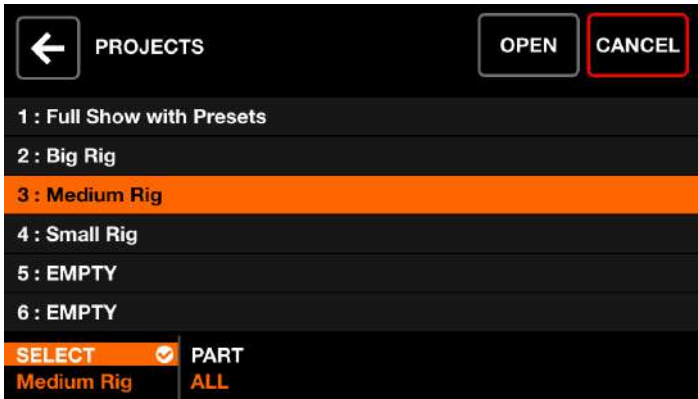 PROJECTS OPEN CANCEL
1 : Full Show with Presets
2 : Big Rig
3 : Medium Rig
4 : Small Rig
5 : EMPTY
6 : EMPTY
SELECT PART
Medium Rig ALL